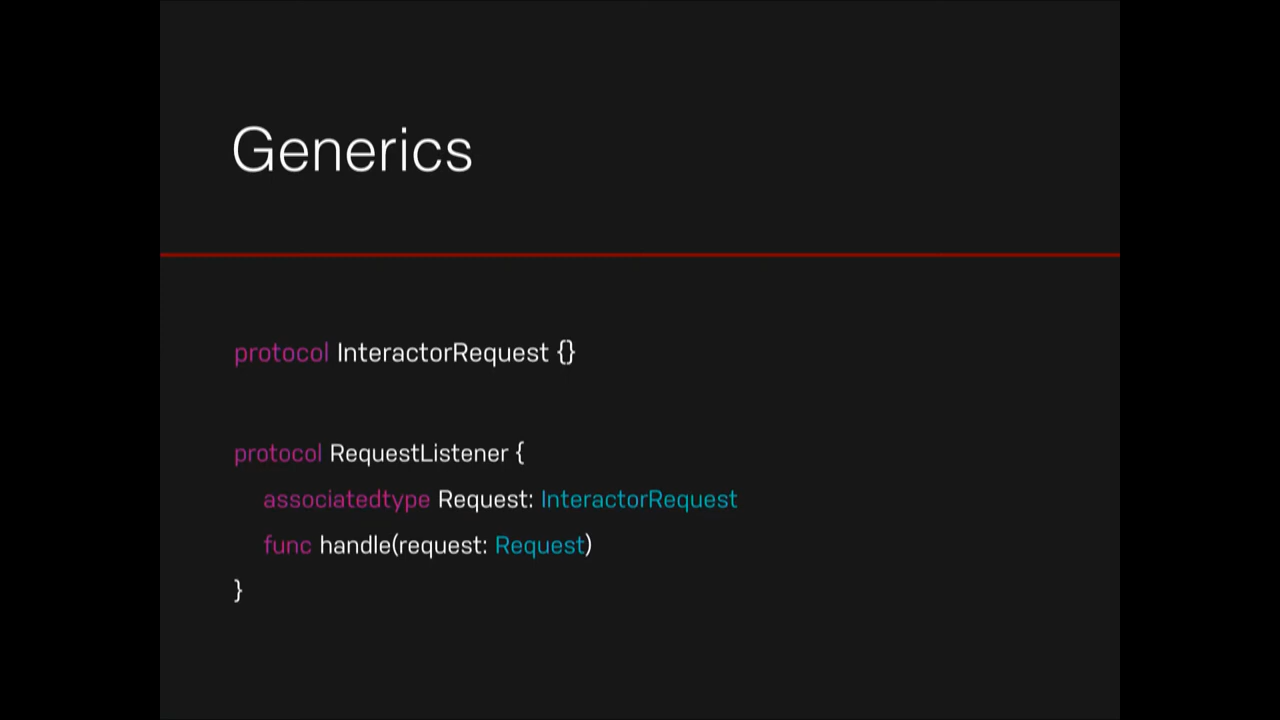 Generics
protocol InteractorRequest {}
protocol RequestListener {
associatedtype Request: InteractorRequest
func handle(request: Request)
}